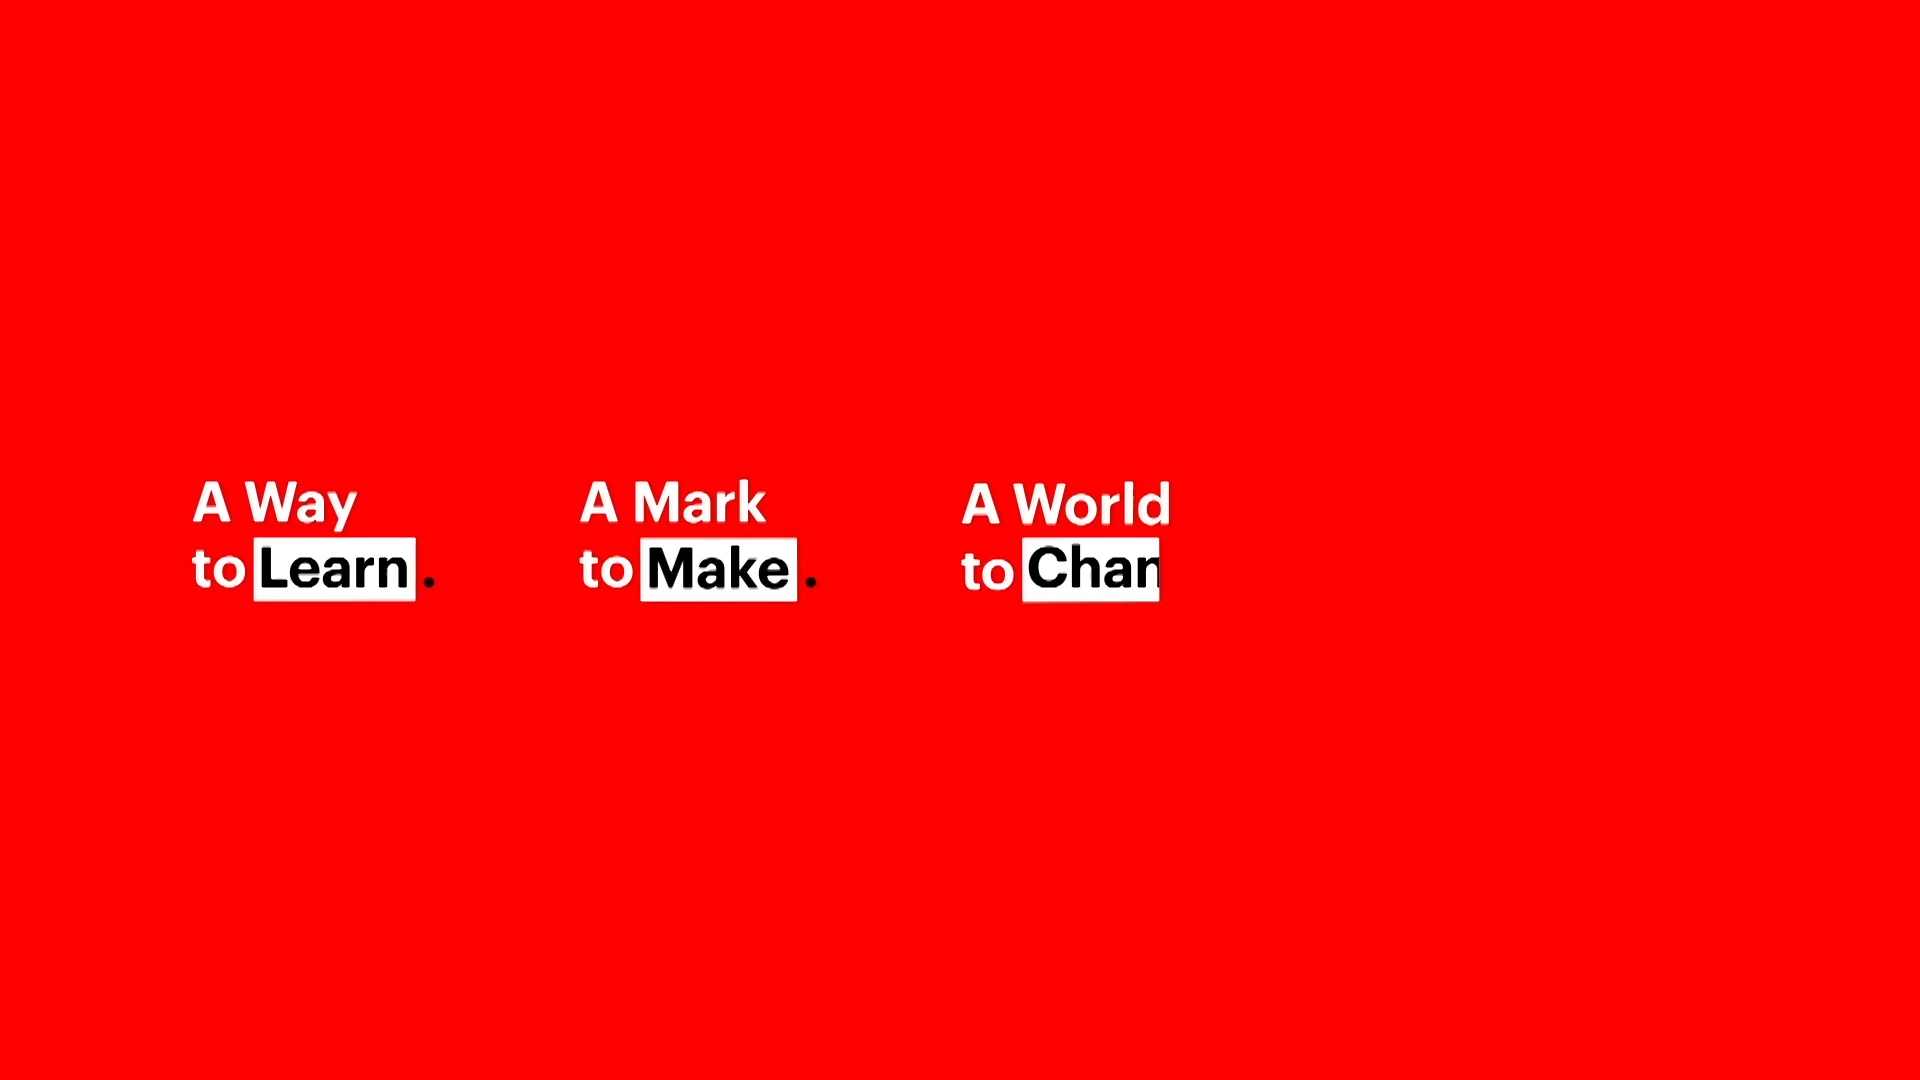 A Way
to Learn.
A Mark
to Make.
A World
to Chan